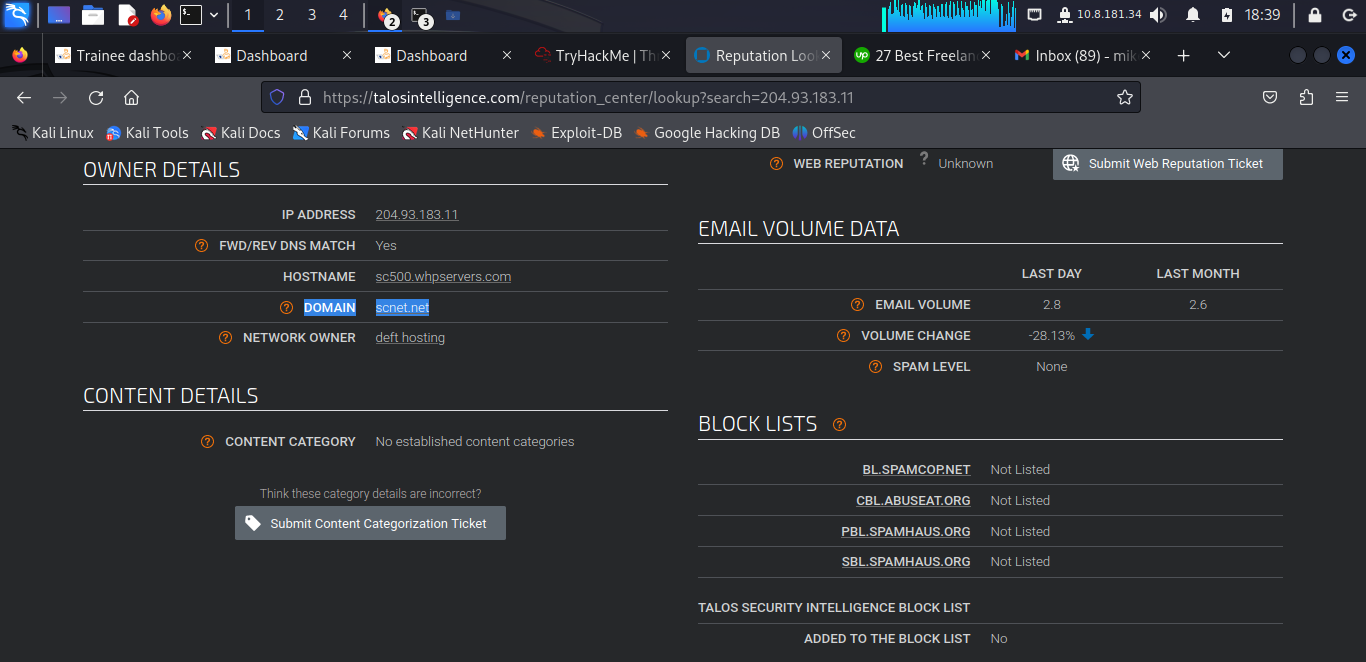 1 2 3 4 2 3 10.8.181.34 18:39
Trainee dashbo Dashboard Dashboard TryHackMe | Th Reputation Loo 27 Best Freelan Inbox (89) - mik
https://talosintelligence.com/reputation_center/lookup?search=204.93.183.11
Kali Linux Kali Tools Kali Docs Kali Forums Kali NetHunter Exploit-DB Google Hacking DB OffSec
OWNER DETAILS
IP ADDRESS 204.93.183.11
FWD/REV DNS MATCH Yes
HOSTNAME sc500.whpservers.com
DOMAIN scnet.net
NETWORK OWNER deft hosting
CONTENT DETAILS
CONTENT CATEGORY No established content categories
Think these category details are incorrect?
Submit Content Categorization Ticket
WEB REPUTATION ? Unknown Submit Web Reputation Ticket
EMAIL VOLUME DATA
LAST DAY LAST MONTH
EMAIL VOLUME 2.8 2.6
VOLUME CHANGE -28.13%
SPAM LEVEL None
BLOCK LISTS
BL.SPAMCOP.NET Not Listed
CBL.ABUSEAT.ORG Not Listed
PBL.SPAMHAUS.ORG Not Listed
SBL.SPAMHAUS.ORG Not Listed
TALOS SECURITY INTELLIGENCE BLOCK LIST
ADDED TO THE BLOCK LIST No